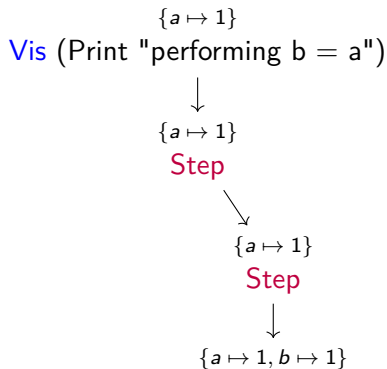 {a ↦ 1}
Vis (Print "performing b = a")
{a ↦ 1}
Step
{a ↦ 1}
Step
{a ↦ 1, b ↦ 1}